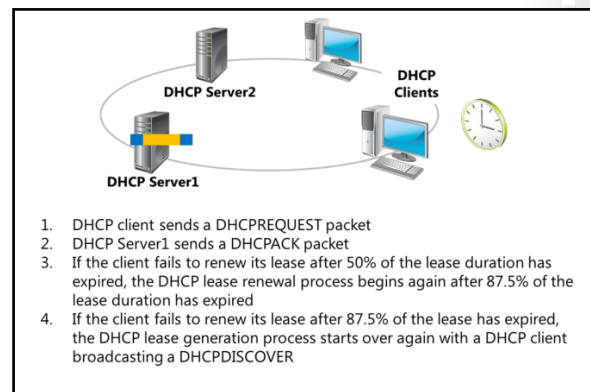 DHCP Server2
DHCP
Clients
DHCP Server1
1. DHCP client sends a DHCPREQUEST packet
2. DHCP Server1 sends a DHCPACK packet
3. If the client fails to renew its lease after 50% of the lease duration has
expired, the DHCP lease renewal process begins again after 87.5% of the
lease duration has expired
4. If the client fails to renew its lease after 87.5% of the lease has expired,
the DHCP lease generation process starts over again with a DHCP client
broadcasting a DHCPDISCOVER